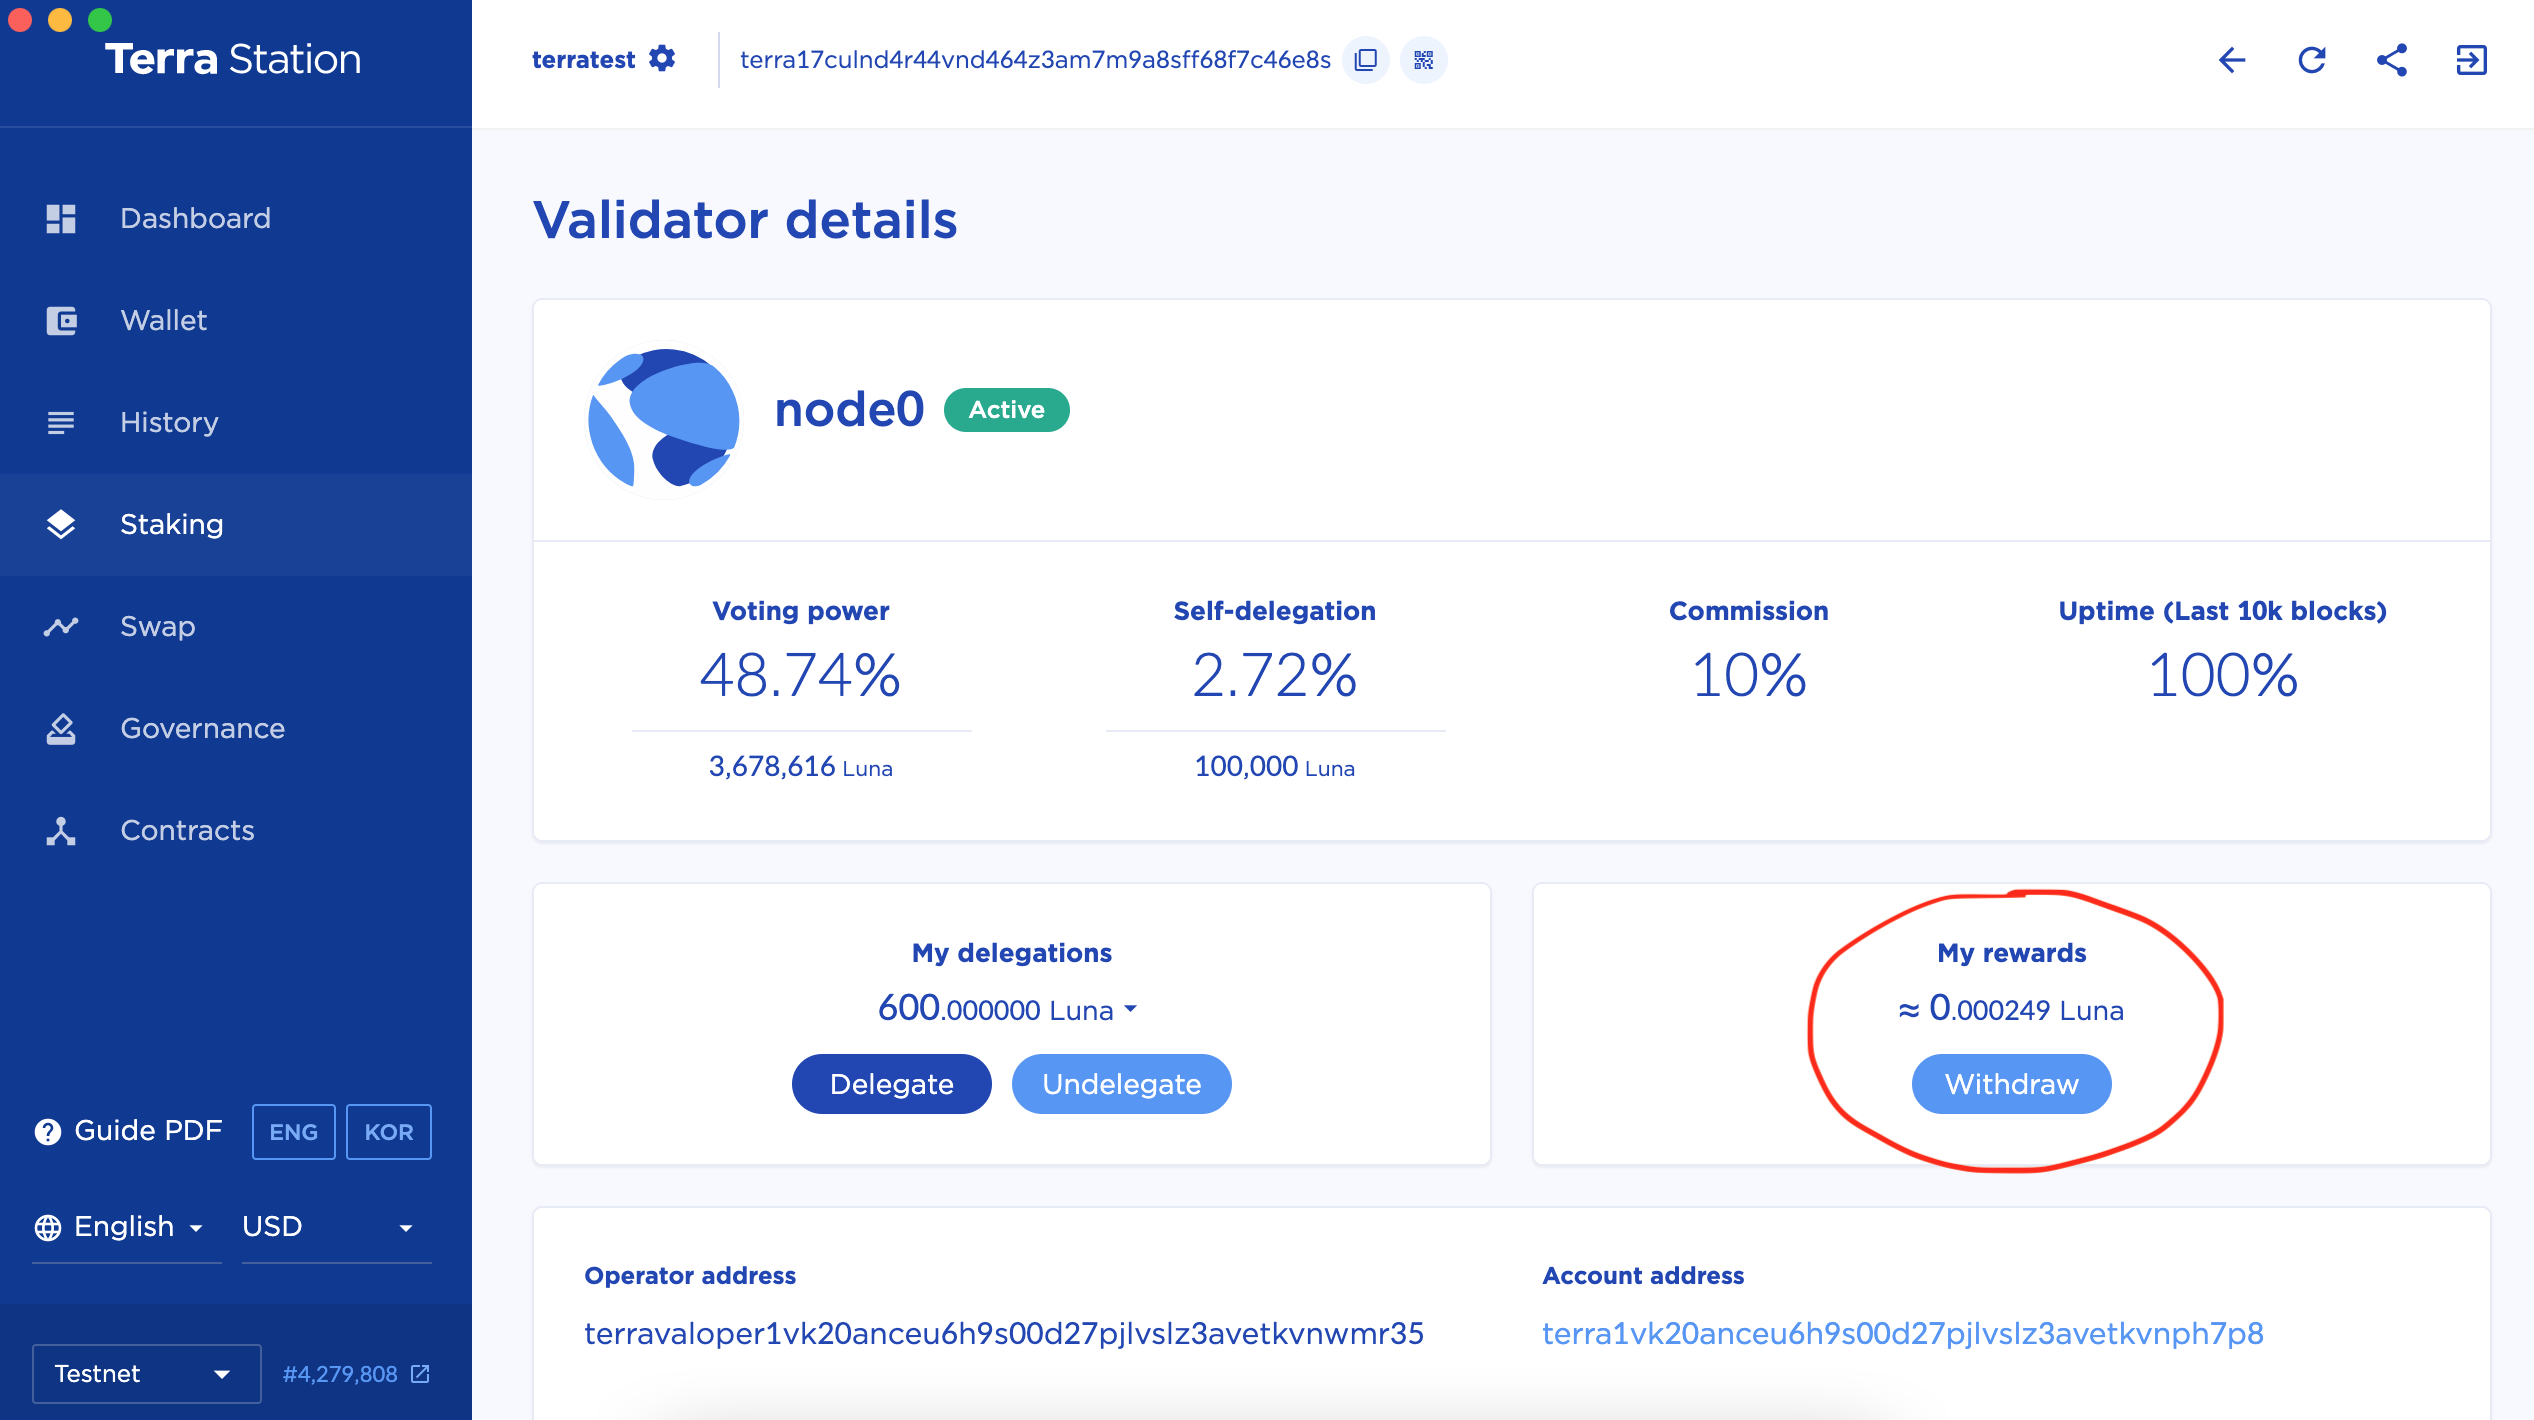 Terra Station
terratest
terra17culnd4r44vnd464z3am7m9a8sff68f7c46e8s
Dashboard
Wallet
History
Staking
Swap
Governance
Contracts
Guide PDF ENG KOR
English USD
Testnet #4,279,808
Validator details
node0 Active
Voting power
48.74%
3,678,616 Luna
Self-delegation
2.72%
100,000 Luna
Commission
10%
Uptime (Last 10k blocks)
100%
My delegations
600.000000 Luna
Delegate Undelegate
My rewards
≈ 0.000249 Luna
Withdraw
Operator address
terravaloper1vk20anceu6h9s00d27pjlvslz3avetkvnwmr35
Account address
terra1vk20anceu6h9s00d27pjlvslz3avetkvnph7p8